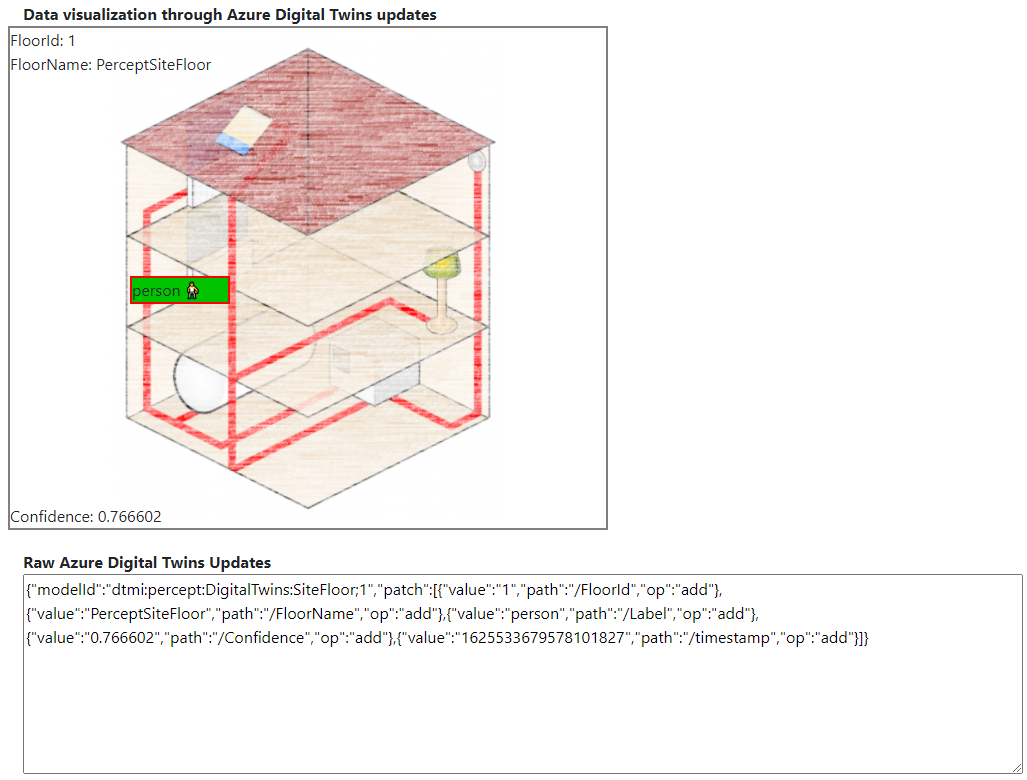 Data visualization through Azure Digital Twins updates
FloorId: 1
FloorName: PerceptSiteFloor
person
Confidence: 0.766602
Raw Azure Digital Twins Updates
{"modelId":"dtmi:percept:DigitalTwins:SiteFloor;1","patch":[{"value":"1","path":"/FloorId","op":"add"},
{"value":"PerceptSiteFloor","path":"/FloorName","op":"add"},{"value":"person","path":"/Label","op":"add"},
{"value":"0.766602","path":"/Confidence","op":"add"},{"value":"1625533679578101827","path":"/timestamp","op":"add"}]}